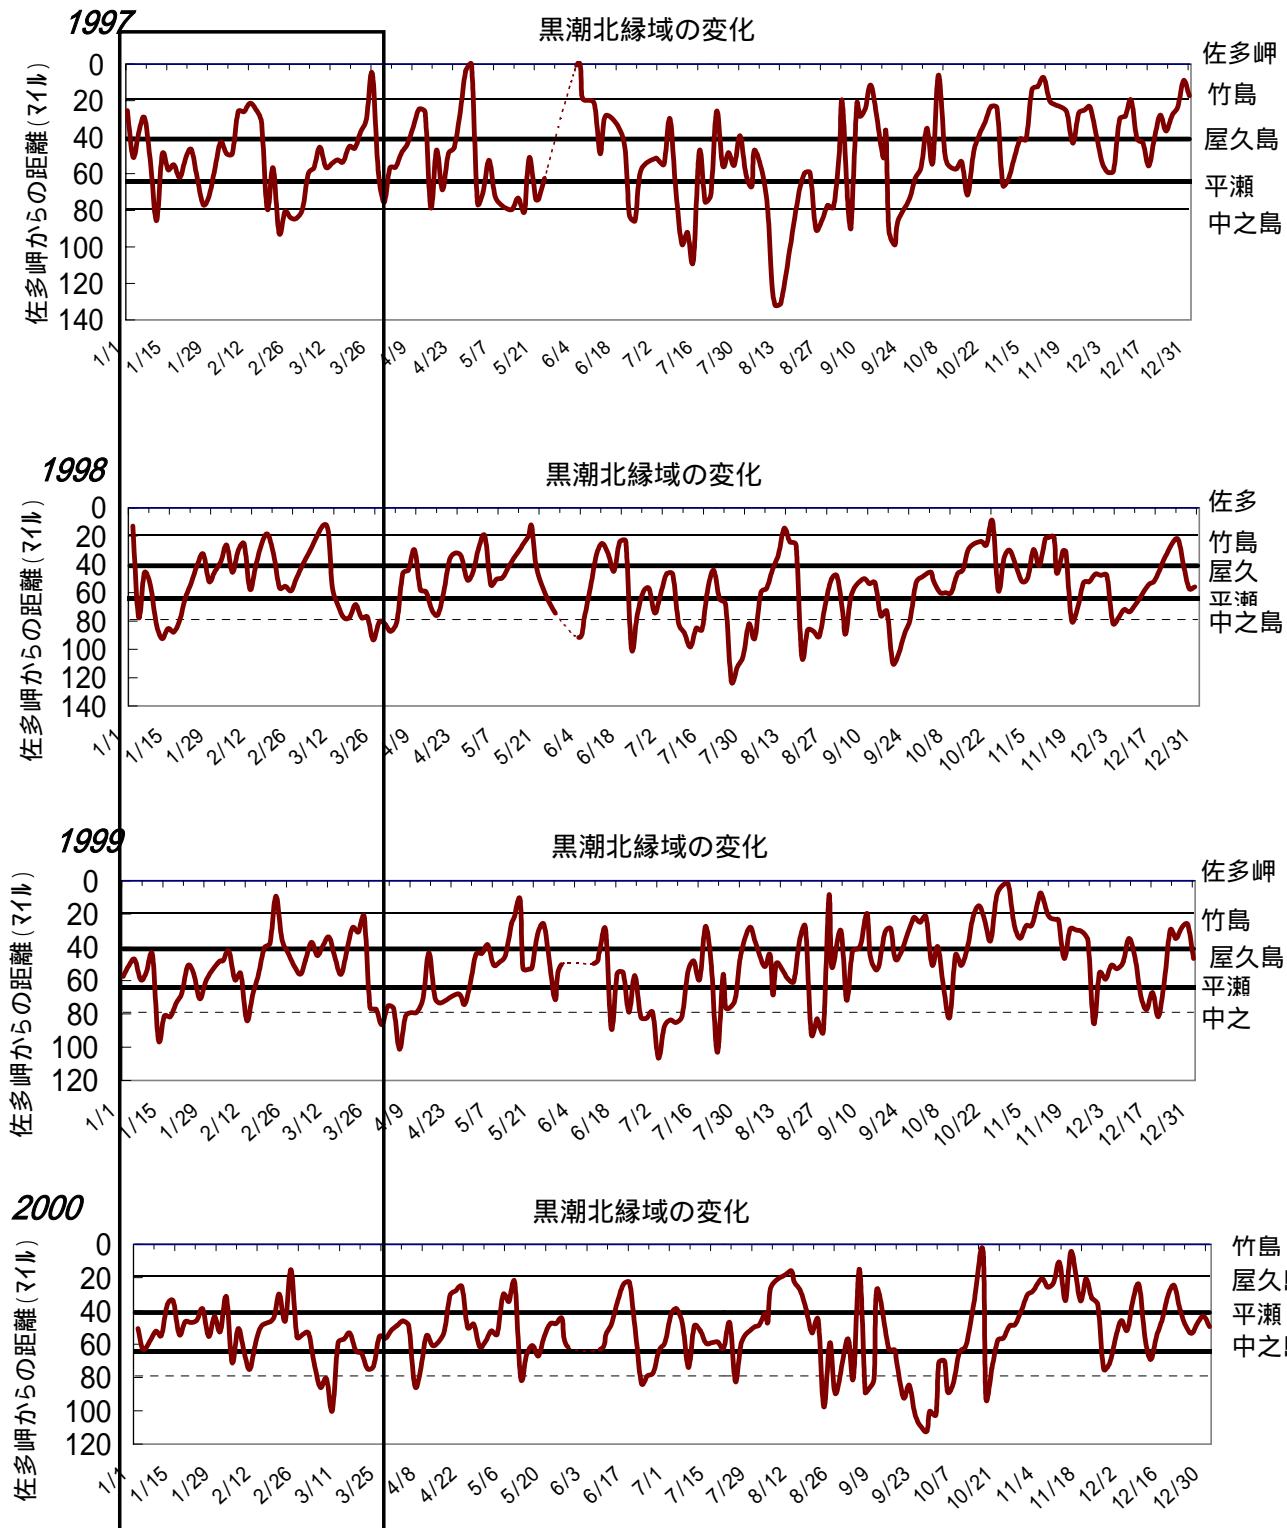 1997
黒潮北縁域の変化
佐多岬からの距離(マイル)
0
20
40
60
80
100
120
140
佐多岬
竹島
屋久島
平瀬
中之島
1/1 1/15 1/29 2/12 2/26 3/12 3/26 4/9 4/23 5/7 5/21 6/4 6/18 7/2 7/16 7/30 8/13 8/27 9/10 9/24 10/8 10/22 11/5 11/19 12/3 12/17 12/31
1998
黒潮北縁域の変化
佐多岬からの距離(マイル)
0
20
40
60
80
100
120
140
佐多
竹島
屋久
平瀬
中之島
1/1 1/15 1/29 2/12 2/26 3/12 3/26 4/9 4/23 5/7 5/21 6/4 6/18 7/2 7/16 7/30 8/13 8/27 9/10 9/24 10/8 10/22 11/5 11/19 12/3 12/17 12/31
1999
黒潮北縁域の変化
佐多岬からの距離(マイル)
0
20
40
60
80
100
120
佐多岬
竹島
屋久島
平瀬
中之
1/1 1/15 1/29 2/12 2/26 3/12 3/26 4/9 4/23 5/7 5/21 6/4 6/18 7/2 7/16 7/30 8/13 8/27 9/10 9/24 10/8 10/22 11/5 11/19 12/3 12/17 12/31
2000
黒潮北縁域の変化
佐多岬からの距離(マイル)
0
20
40
60
80
100
120
竹島
屋久島
平瀬
中之島
1/1 1/15 1/29 2/12 2/26 3/11 3/25 4/8 4/22 5/6 5/20 6/3 6/17 7/1 7/15 7/29 8/12 8/26 9/9 9/23 10/7 10/21 11/4 11/18 12/2 12/16 12/30